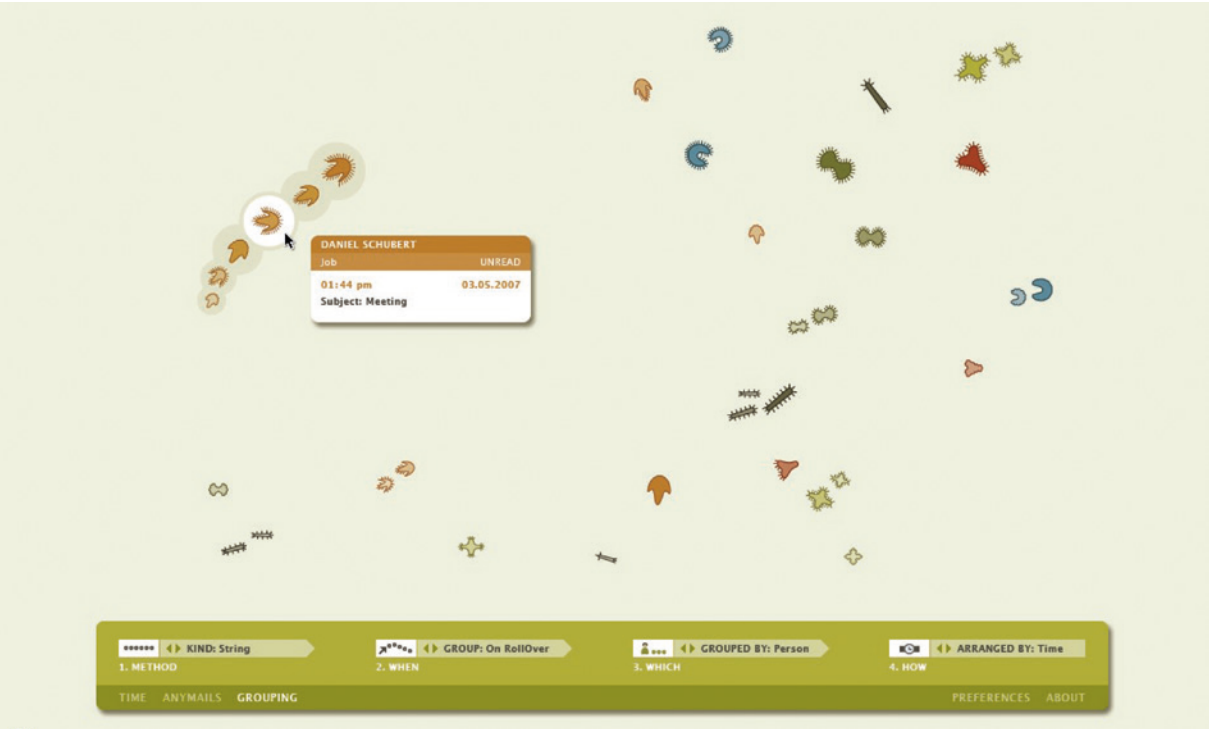 DANIEL SCHUBERT
Job UNREAD
01:44 pm 03.05.2007
Subject: Meeting
KIND: String GROUP: On RollOver GROUPED BY: Person ARRANGED BY: Time
1. METHOD 2. WHEN 3. WHICH 4. HOW
TIME ANYMAILS GROUPING PREFERENCES ABOUT